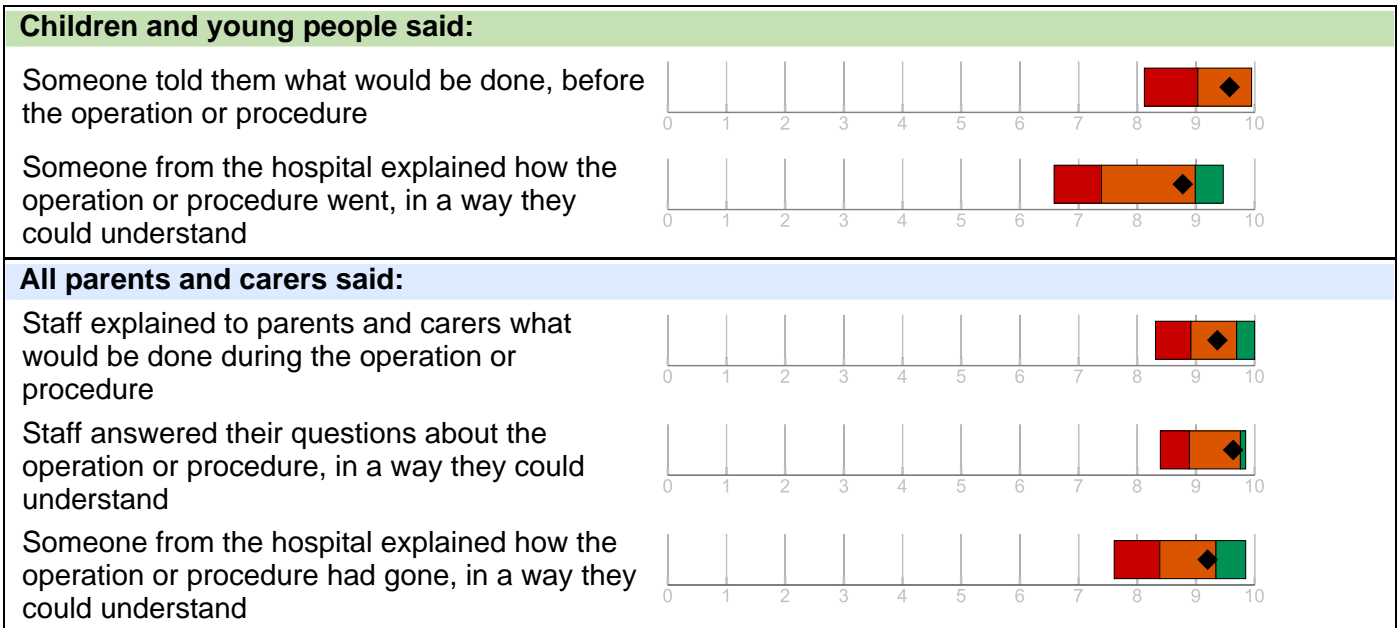 Children and young people said:
Someone told them what would be done, before
the operation or procedure
0 1 2 3 4 5 6 7 8 9 10
Someone from the hospital explained how the
operation or procedure went, in a way they
could understand
0 1 2 3 4 5 6 7 8 9 10
All parents and carers said:
Staff explained to parents and carers what
would be done during the operation or
procedure
0 1 2 3 4 5 6 7 8 9 10
Staff answered their questions about the
operation or procedure, in a way they could
understand
0 1 2 3 4 5 6 7 8 9 10
Someone from the hospital explained how the
operation or procedure had gone, in a way they
could understand
0 1 2 3 4 5 6 7 8 9 10